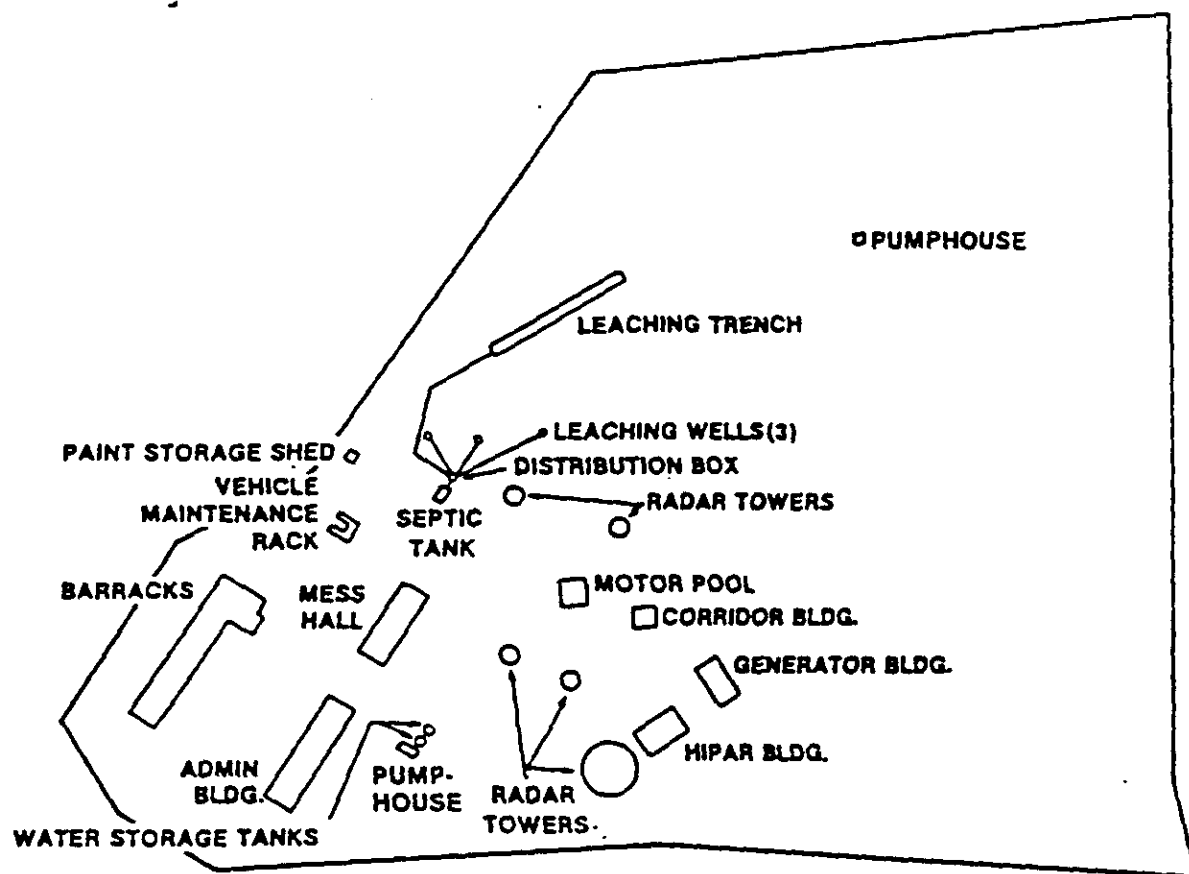 PUMPHOUSE
LEACHING TRENCH
LEACHING WELLS(3)
PAINT STORAGE SHED
DISTRIBUTION BOX
VEHICLE
MAINTENANCE
RACK
SEPTIC
TANK
RADAR TOWERS
BARRACKS
MESS
HALL
MOTOR POOL
CORRIDOR BLDG.
GENERATOR BLDG.
HIPAR BLDG.
ADMIN
BLDG.
PUMP-
HOUSE
RADAR
TOWERS
WATER STORAGE TANKS